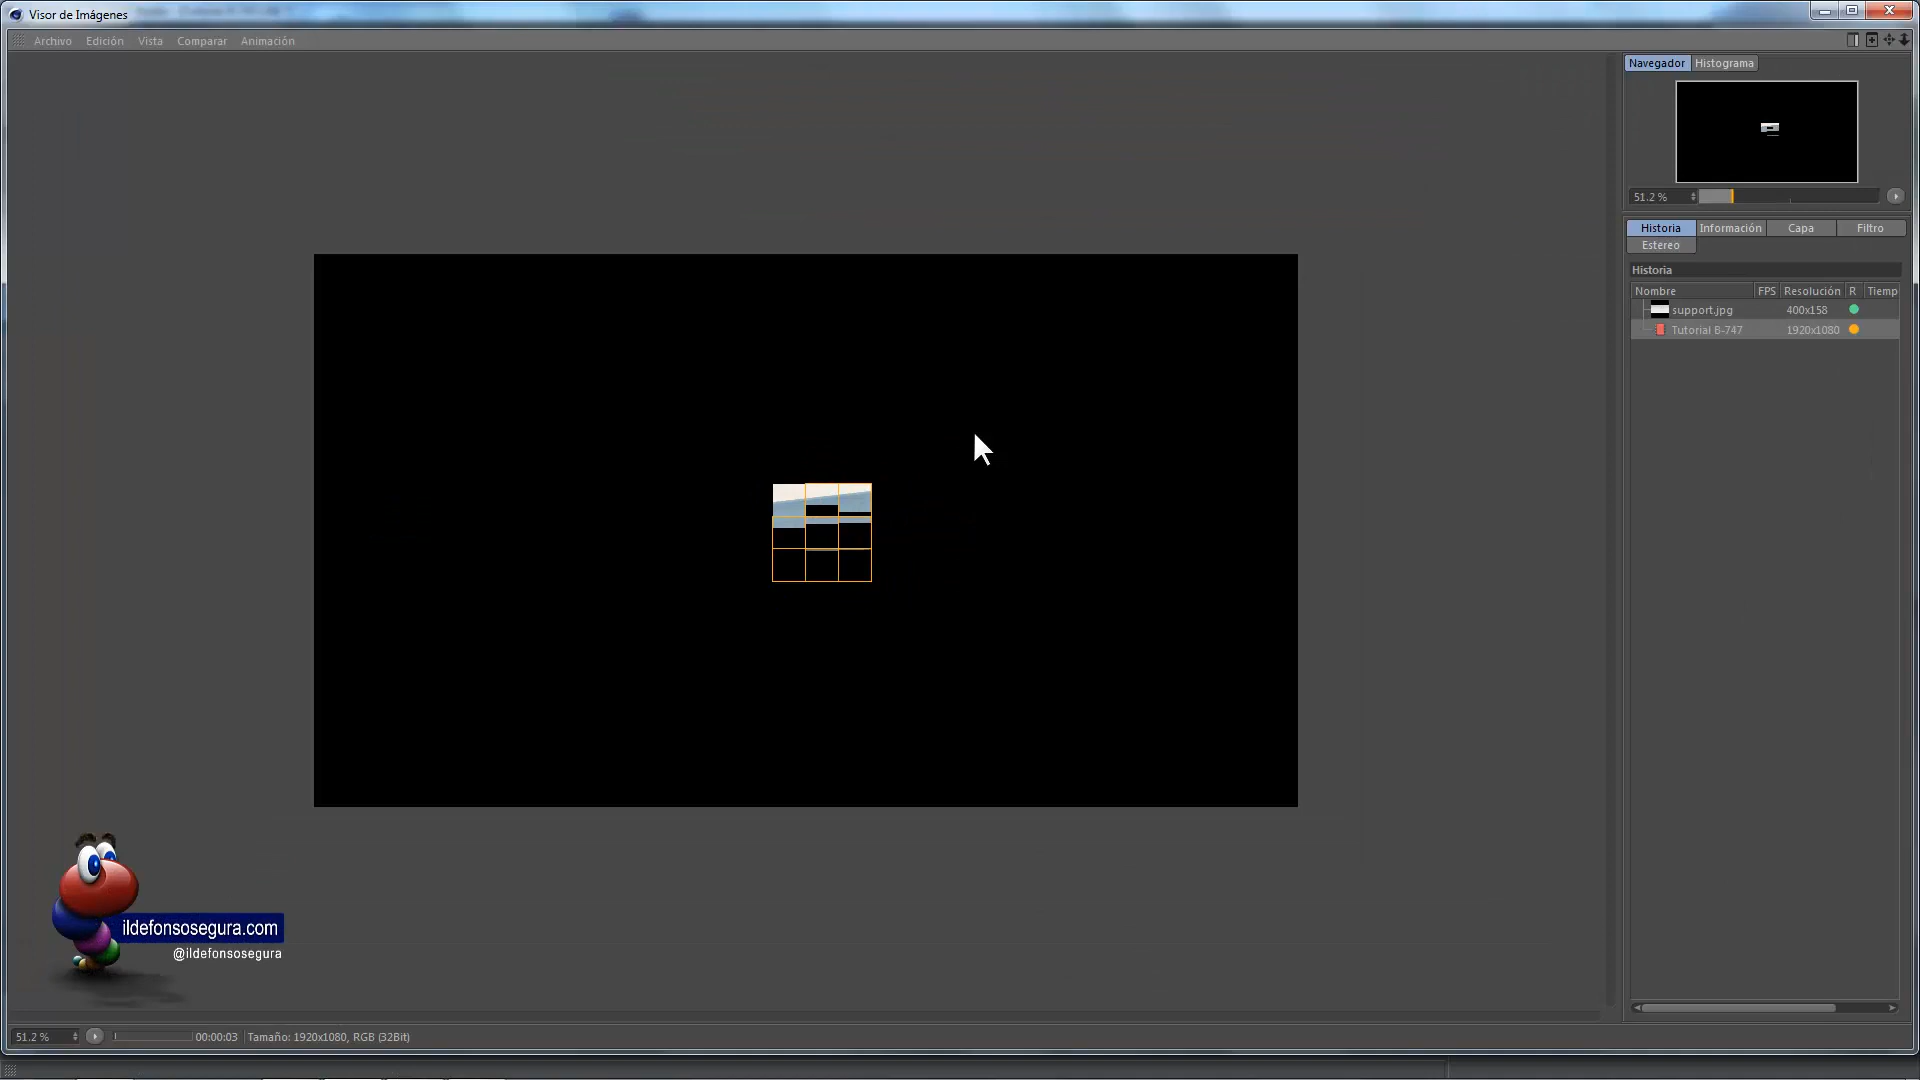 Visor de Imágenes
Archivo Edición Vista Comparar Animación
Navegador Histograma
51.2 %
Historia Información Capa Filtro
Estereo
Historia
Nombre FPS Resolución R Tiemp
support.jpg 400x158
Tutorial B-747 1920x1080
ildefonsosegura.com
@ildefonsosegura
51.2 % 00:00:03 Tamaño: 1920x1080, RGB (32Bit)